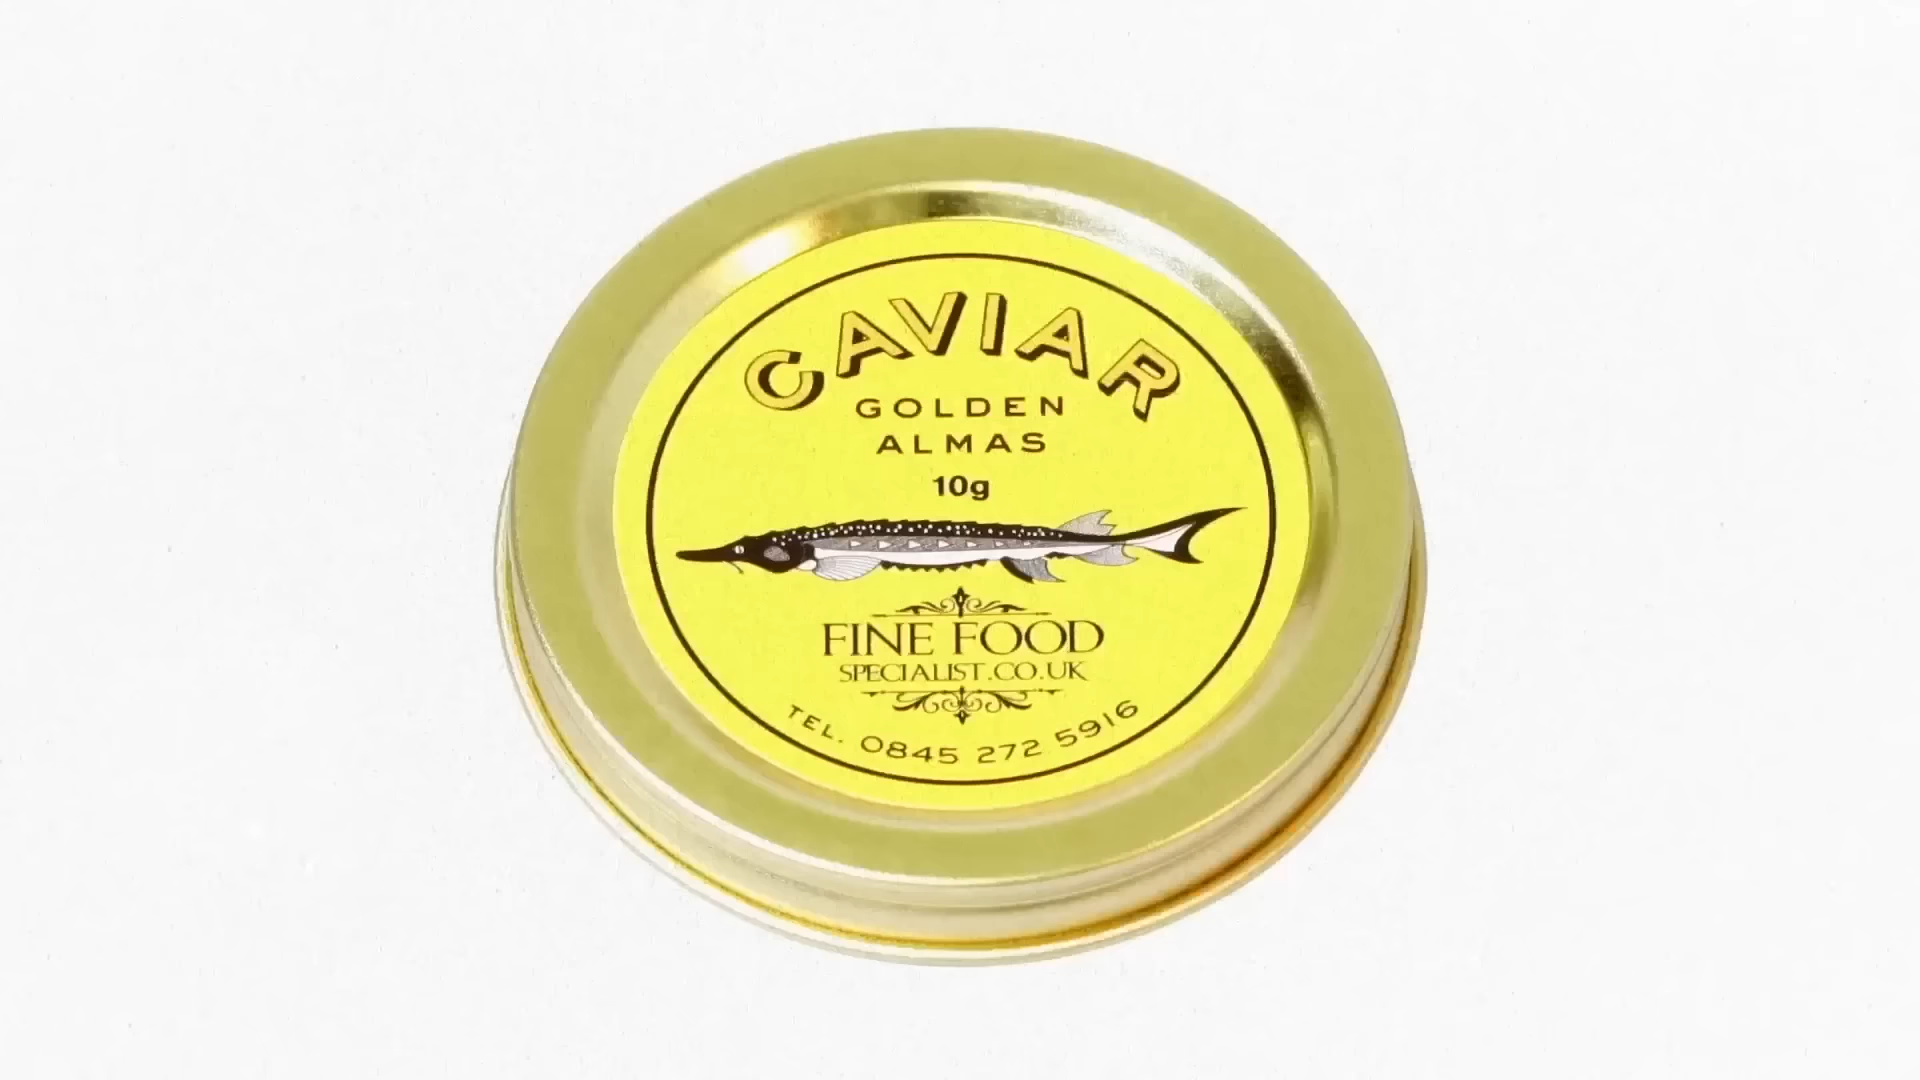 CAVIAR
GOLDEN
ALMAS
10g
FINE FOOD
SPECIALIST.CO.UK
TEL. 0845 272 5916